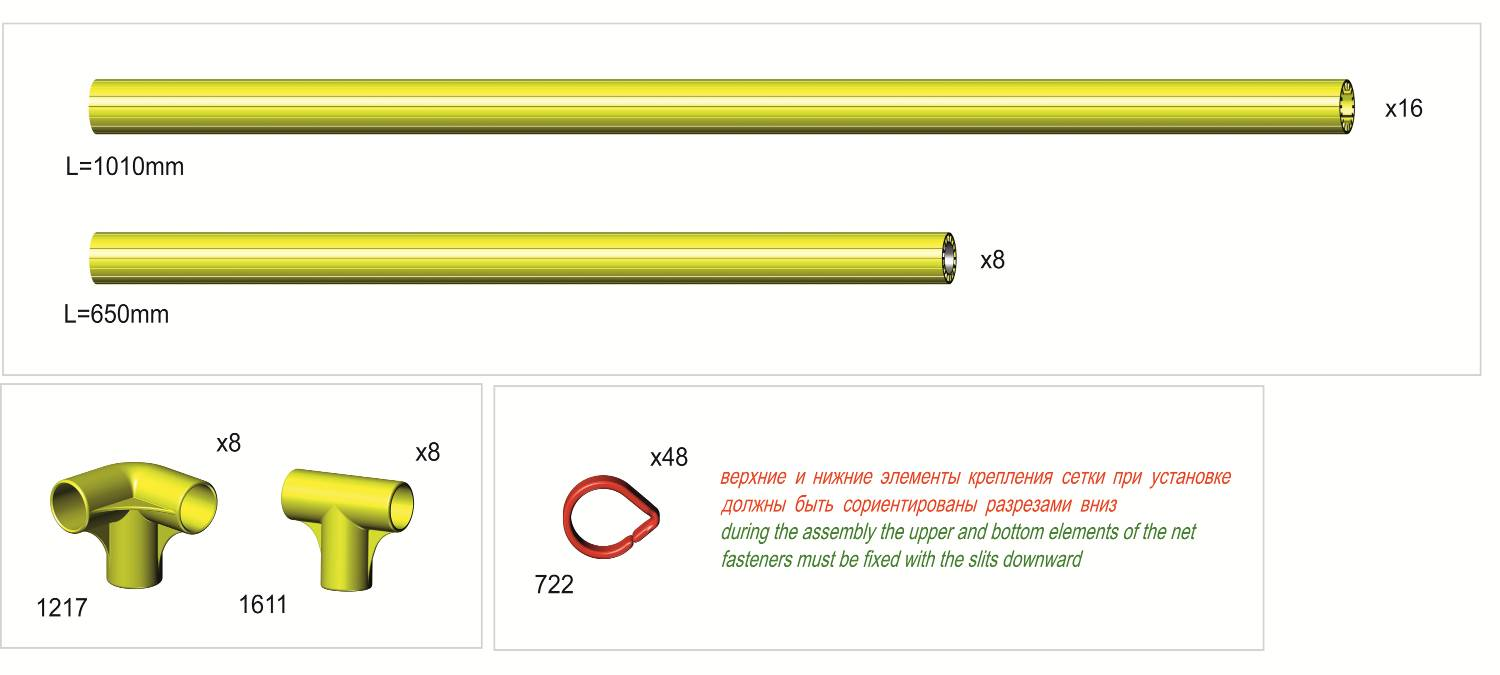 x16
L=1010mm
x8
L=650mm
x8
1217
x8
1611
x48
722
верхние и нижние элементы крепления сетки при установке
должны быть сориентированы разрезами вниз
during the assembly the upper and bottom elements of the net
fasteners must be fixed with the slits downward